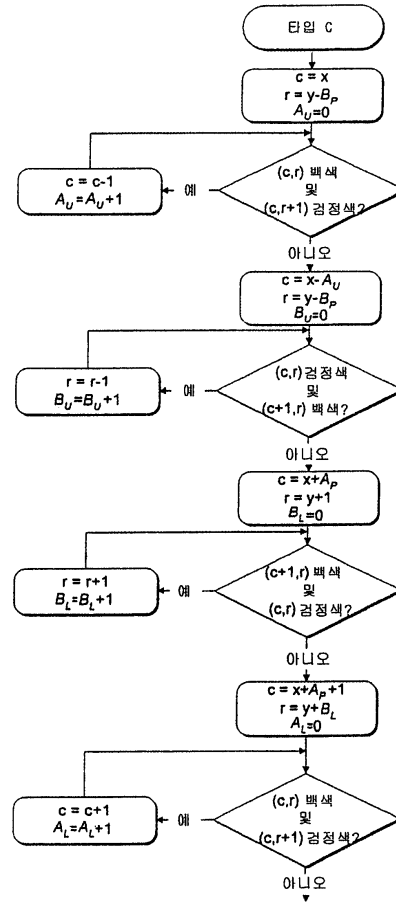 타입 C
c = x
r = y-B_P
A_U=0
(c,r) 백색
및
(c,r+1) 검정색?
예
c = c-1
A_U=A_U+1
아니오
c = x-A_U
r = y-B_P
B_U=0
(c,r) 검정색
및
(c+1,r) 백색?
예
r = r-1
B_U=B_U+1
아니오
c = x+A_P
r = y+1
B_L=0
(c+1,r) 백색
및
(c,r) 검정색?
예
r = r+1
B_L=B_L+1
아니오
c = x+A_P+1
r = y+B_L
A_L=0
(c,r) 백색
및
(c,r+1) 검정색?
예
c = c+1
A_L=A_L+1
아니오